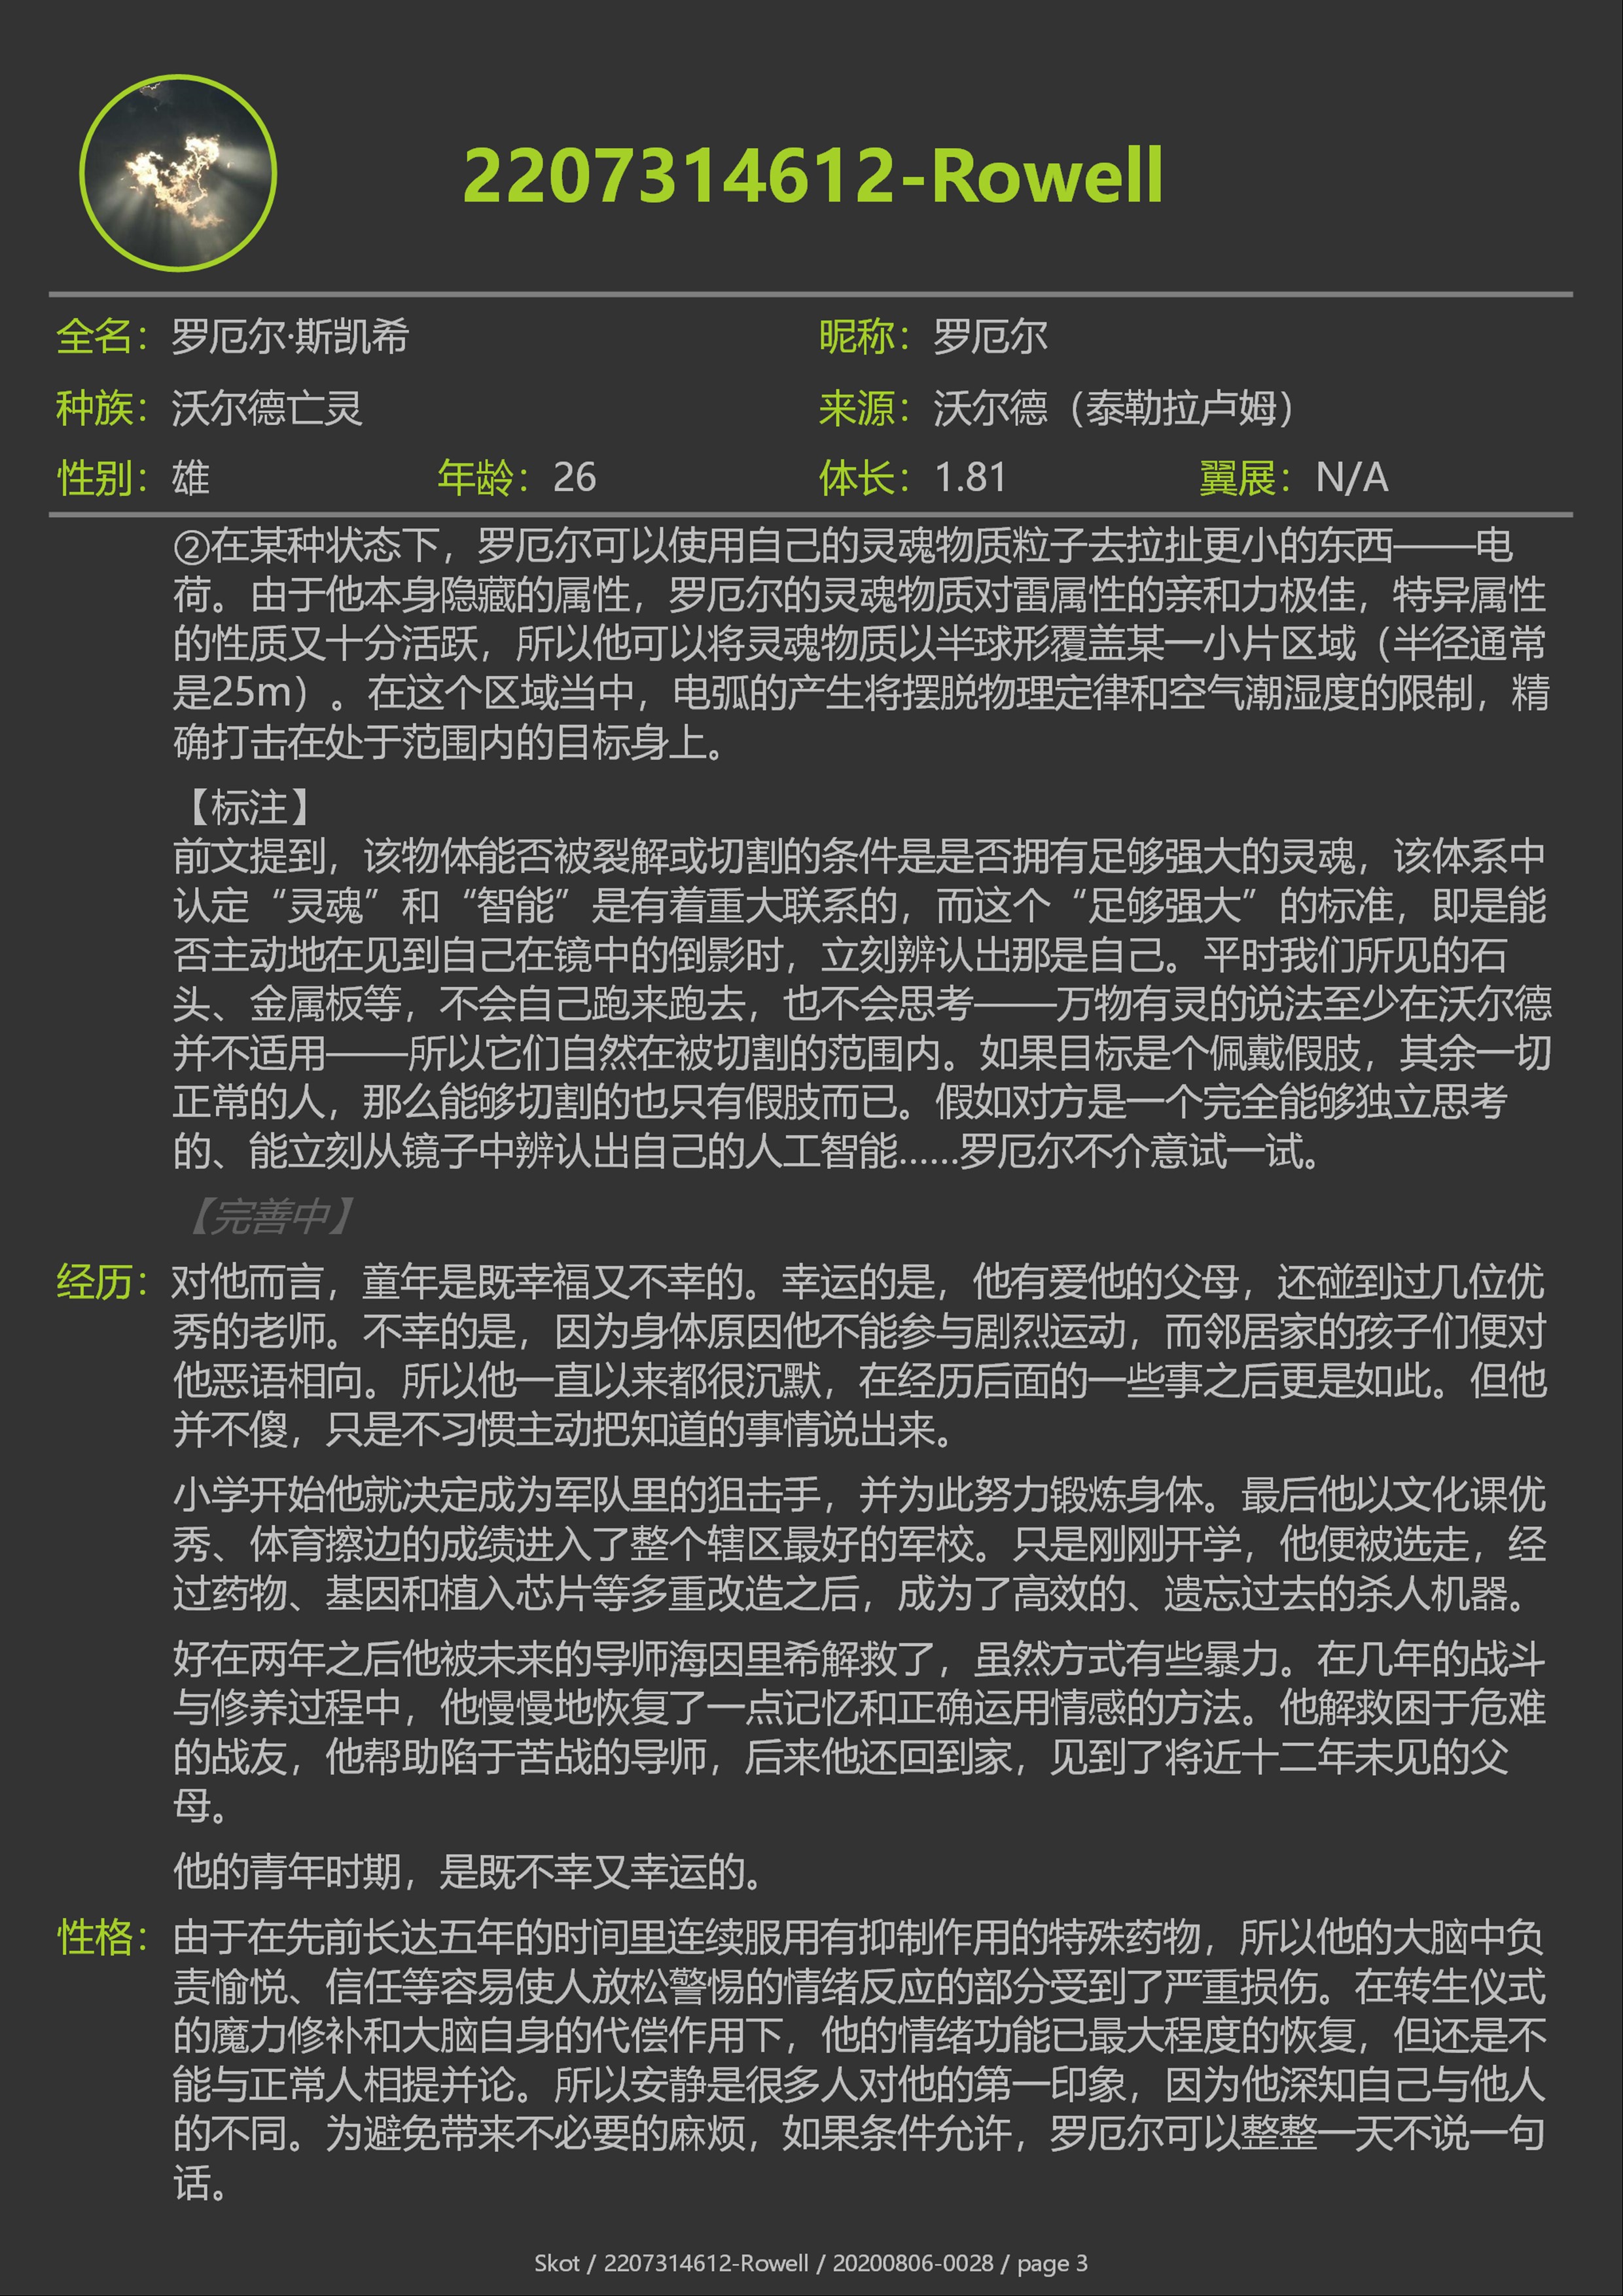 2207314612-Rowell
全名：罗厄尔·斯凯希 昵称：罗厄尔
种族：沃尔德亡灵 来源：沃尔德（泰勒拉卢姆）
性别：雄 年龄：26 体长：1.81 翼展：N/A
②在某种状态下，罗厄尔可以使用自己的灵魂物质粒子去拉扯更小的东西——电
荷。由于他本身隐藏的属性，罗厄尔的灵魂物质对雷属性的亲和力极佳，特异属性
的性质又十分活跃，所以他可以将灵魂物质以半球形覆盖某一小片区域（半径通常
是25m）。在这个区域当中，电弧的产生将摆脱物理定律和空气潮湿度的限制，精
确打击在处于范围内的目标身上。
【标注】
前文提到，该物体能否被裂解或切割的条件是是否拥有足够强大的灵魂，该体系中
认定“灵魂”和“智能”是有着重大联系的，而这个“足够强大”的标准，即是能
否主动地在见到自己在镜中的倒影时，立刻辨认出那是自己。平时我们所见的石
头、金属板等，不会自己跑来跑去，也不会思考——万物有灵的说法至少在沃尔德
并不适用——所以它们自然在被切割的范围内。如果目标是个佩戴假肢，其余一切
正常的人，那么能够切割的也只有假肢而已。假如对方是一个完全能够独立思考
的、能立刻从镜子中辨认出自己的人工智能……罗厄尔不介意试一试。
【完善中】
经历：对他而言，童年是既幸福又不幸的。幸运的是，他有爱他的父母，还碰到过几位优
秀的老师。不幸的是，因为身体原因他不能参与剧烈运动，而邻居家的孩子们便对
他恶语相向。所以他一直以来都很沉默，在经历后面的一些事之后更是如此。但他
并不傻，只是不习惯主动把知道的事情说出来。
小学开始他就决定成为军队里的狙击手，并为此努力锻炼身体。最后他以文化课优
秀、体育擦边的成绩进入了整个辖区最好的军校。只是刚刚开学，他便被选走，经
过药物、基因和植入芯片等多重改造之后，成为了高效的、遗忘过去的杀人机器。
好在两年之后他被未来的导师海因里希解救了，虽然方式有些暴力。在几年的战斗
与修养过程中，他慢慢地恢复了一点记忆和正确运用情感的方法。他解救困于危难
的战友，他帮助陷于苦战的导师，后来他还回到家，见到了将近十二年未见的父
母。
他的青年时期，是既不幸又幸运的。
性格：由于在先前长达五年的时间里连续服用有抑制作用的特殊药物，所以他的大脑中负
责愉悦、信任等容易使人放松警惕的情绪反应的部分受到了严重损伤。在转生仪式
的魔力修补和大脑自身的代偿作用下，他的情绪功能已最大程度的恢复，但还是不
能与正常人相提并论。所以安静是很多人对他的第一印象，因为他深知自己与他人
的不同。为避免带来不必要的麻烦，如果条件允许，罗厄尔可以整整一天不说一句
话。
Skot / 2207314612-Rowell / 20200806-0028 / page 3